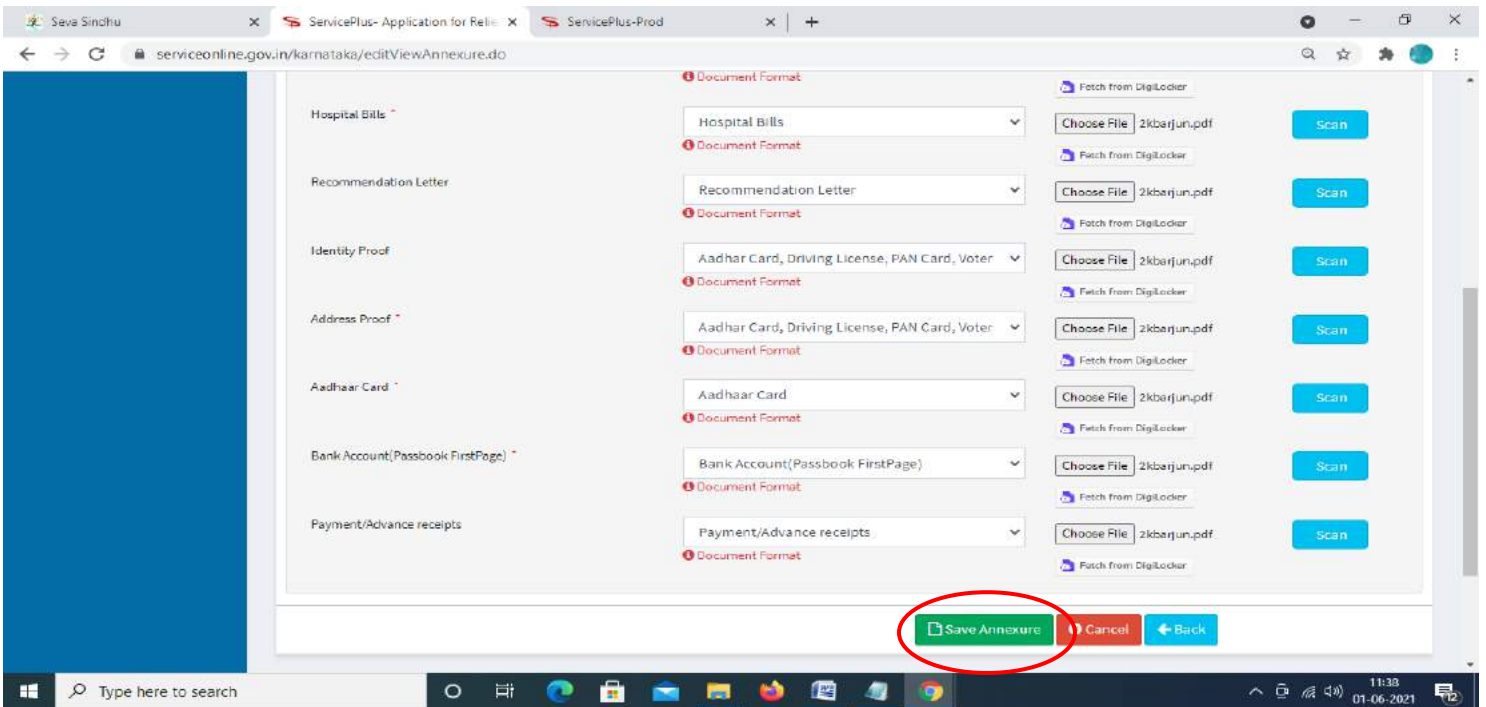 Seva Sindhu
ServicePlus- Application for Relie
ServicePlus-Prod
serviceonline.gov.in/karnataka/editViewAnnexure.do
Document Format
Fetch from DigiLocker
Hospital Bills *
Hospital Bills
Choose File 2kbarjun.pdf
Scan
Document Format
Fetch from DigiLocker
Recommendation Letter
Recommendation Letter
Choose File 2kbarjun.pdf
Scan
Document Format
Fetch from DigiLocker
Identity Proof
Aadhar Card, Driving License, PAN Card, Voter
Choose File 2kbarjun.pdf
Scan
Document Format
Fetch from DigiLocker
Address Proof *
Aadhar Card, Driving License, PAN Card, Voter
Choose File 2kbarjun.pdf
Scan
Document Format
Fetch from DigiLocker
Aadhaar Card *
Aadhaar Card
Choose File 2kbarjun.pdf
Scan
Document Format
Fetch from DigiLocker
Bank Account(Passbook FirstPage) *
Bank Account(Passbook FirstPage)
Choose File 2kbarjun.pdf
Scan
Document Format
Fetch from DigiLocker
Payment/Advance receipts
Payment/Advance receipts
Choose File 2kbarjun.pdf
Scan
Document Format
Fetch from DigiLocker
Save Annexure
Cancel
Back
Type here to search
11:38
01-06-2021
12